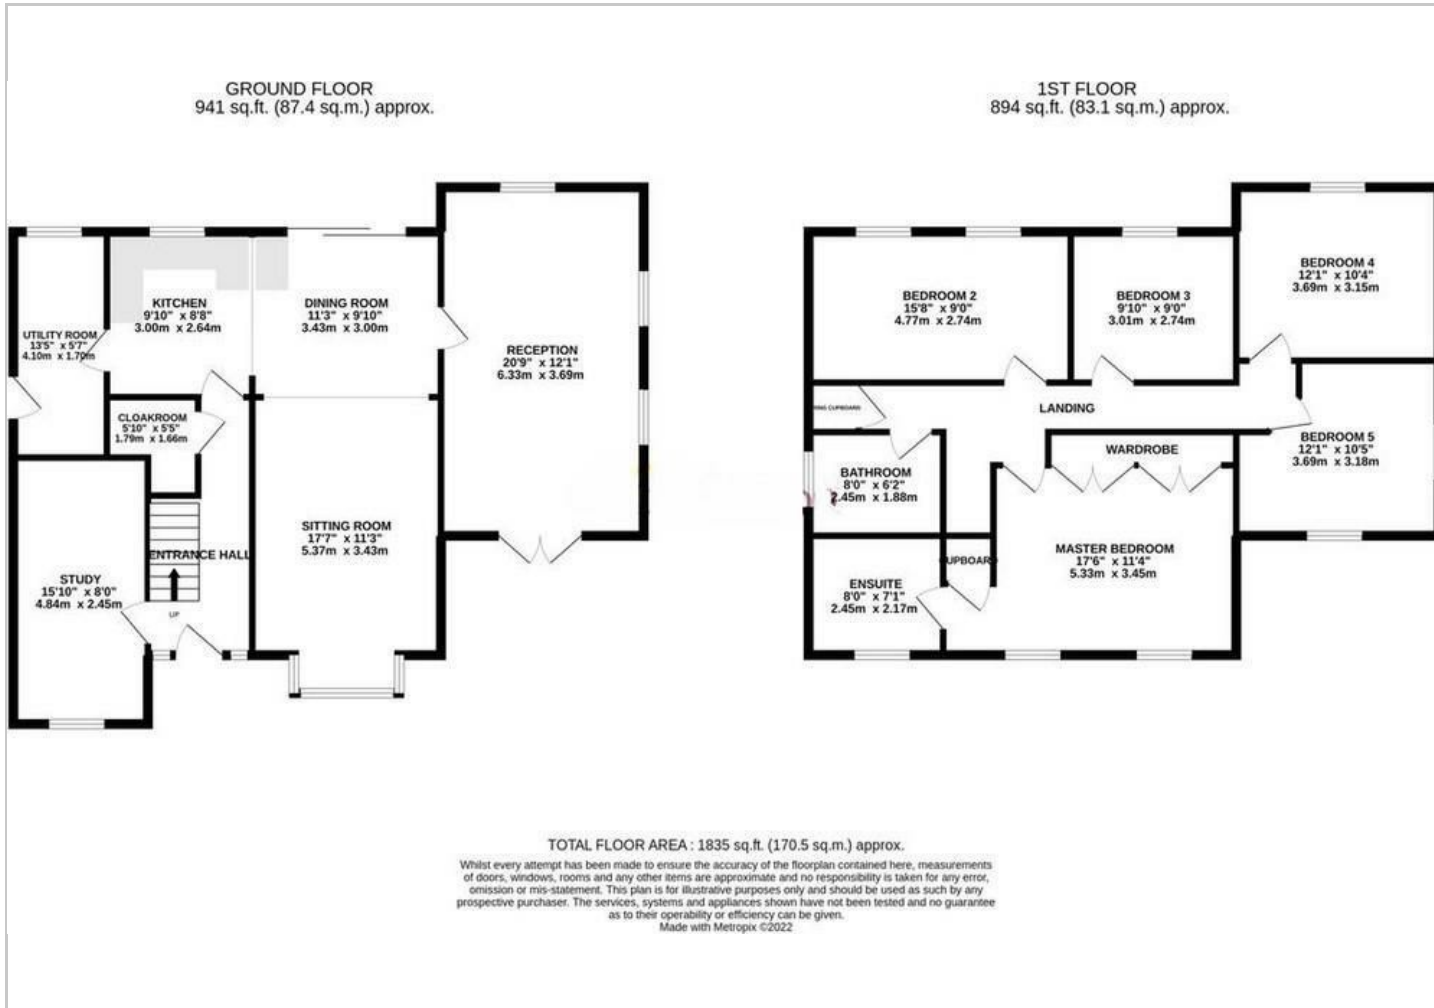 GROUND FLOOR
941 sq.ft. (87.4 sq.m.) approx.
1ST FLOOR
894 sq.ft. (83.1 sq.m.) approx.
KITCHEN
9'10" x 8'8"
3.00m x 2.64m
DINING ROOM
11'3" x 9'10"
3.43m x 3.00m
UTILITY ROOM
13'5" x 5'7"
4.10m x 1.70m
RECEPTION
20'9" x 12'1"
6.33m x 3.69m
CLOAKROOM
5'10" x 5'5"
1.79m x 1.66m
SITTING ROOM
17'7" x 11'3"
5.37m x 3.43m
ENTRANCE HALL
STUDY
15'10" x 8'0"
4.84m x 2.45m
UP
BEDROOM 2
15'8" x 9'0"
4.77m x 2.74m
BEDROOM 3
9'10" x 9'0"
3.01m x 2.74m
BEDROOM 4
12'1" x 10'4"
3.69m x 3.15m
CUPBOARD
LANDING
BEDROOM 5
12'1" x 10'5"
3.69m x 3.18m
WARDROBE
BATHROOM
8'0" x 6'2"
2.45m x 1.88m
MASTER BEDROOM
17'6" x 11'4"
5.33m x 3.45m
CUPBOARD
ENSUITE
8'0" x 7'1"
2.45m x 2.17m
TOTAL FLOOR AREA : 1835 sq.ft. (170.5 sq.m.) approx.
Whilst every attempt has been made to ensure the accuracy of the floorplan contained here, measurements
of doors, windows, rooms and any other items are approximate and no responsibility is taken for any error,
omission or mis-statement. This plan is for illustrative purposes only and should be used as such by any
prospective purchaser. The services, systems and appliances shown have not been tested and no guarantee
as to their operability or efficiency can be given.
Made with Metropix ©2022